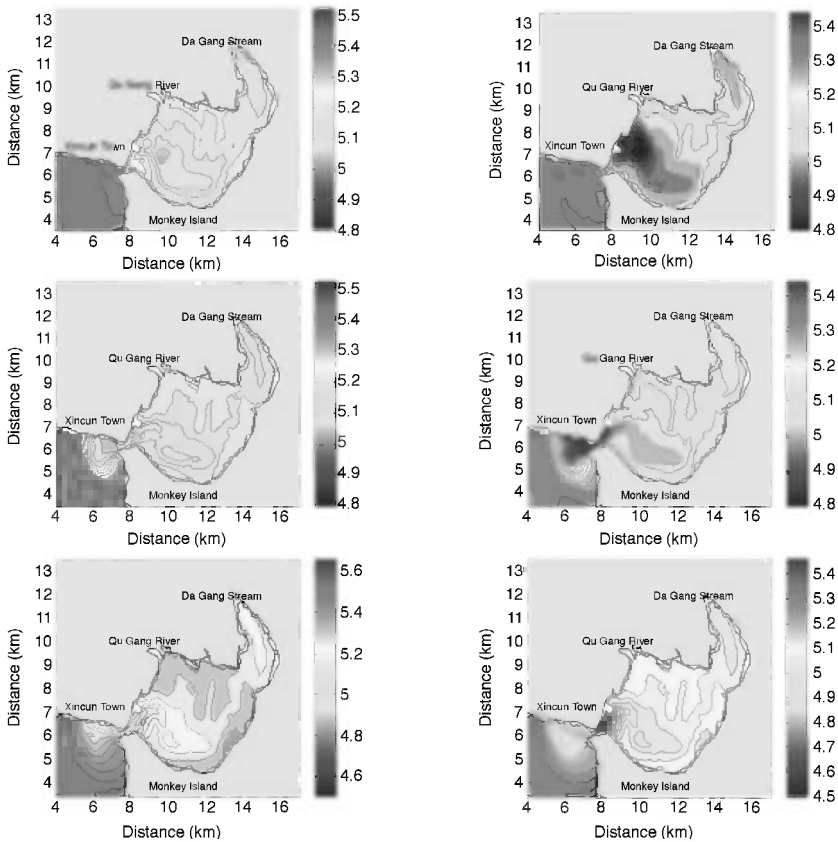 Distance (km)
13
12
11
10
9
8
7
6
5
4
Da Gang Stream
River
Monkey Island
4 6 8 10 12 14 16
Distance (km)
5.5
5.4
5.3
5.2
5.1
5
4.9
4.8
Distance (km)
13
12
11
10
9
8
7
6
5
4
Da Gang Stream
Qu Gang River
Xincun Town
Monkey Island
4 6 8 10 12 14 16
Distance (km)
5.4
5.3
5.2
5.1
5
4.9
4.8
Distance (km)
13
12
11
10
9
8
7
6
5
4
Da Gang Stream
Qu Gang River
Xincun Town
Monkey Island
4 6 8 10 12 14 16
Distance (km)
5.5
5.4
5.3
5.2
5.1
5
4.9
4.8
Distance (km)
13
12
11
10
9
8
7
6
5
4
Da Gang Stream
Gang River
Xincun Town
Monkey Island
4 6 8 10 12 14 16
Distance (km)
5.4
5.3
5.2
5.1
5
4.9
4.8
Distance (km)
13
12
11
10
9
8
7
6
5
4
Da Gang Stream
Qu Gang River
Xincun Town
Monkey Island
4 6 8 10 12 14 16
Distance (km)
5.6
5.4
5.2
5
4.8
4.6
Distance (km)
13
12
11
10
9
8
7
6
5
4
Da Gang Stream
Qu Gang River
Xincun Town
Monkey Island
4 6 8 10 12 14 16
Distance (km)
5.4
5.3
5.2
5.1
5
4.9
4.8
4.7
4.6
4.5